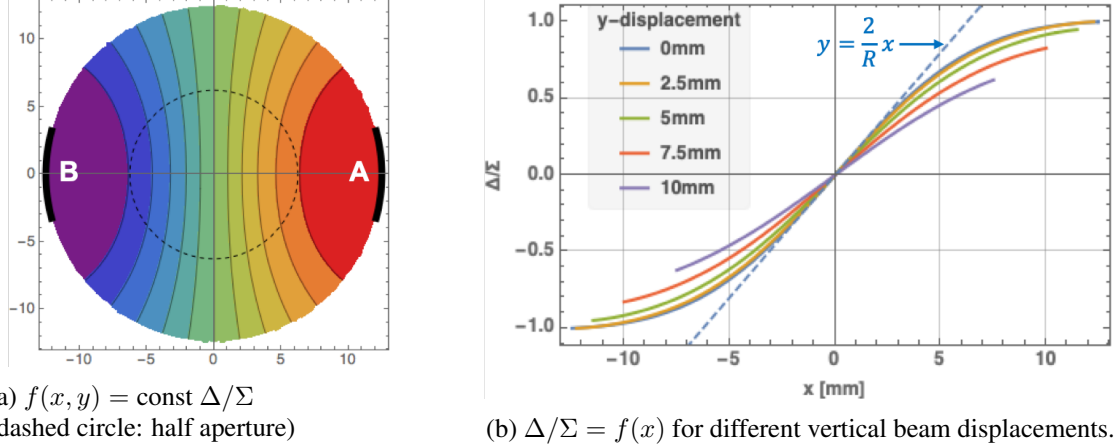 10
5
0
−5
−10
−10 −5 0 5 10
B
A
a) f(x, y) = const Δ/Σ
dashed circle: half aperture)
1.0
0.5
0.0
−0.5
−1.0
Δ/Σ
y-displacement
0mm
2.5mm
5mm
7.5mm
10mm
y = 2/R x
−10 −5 0 5 10
x [mm]
(b) Δ/Σ = f(x) for different vertical beam displacements.